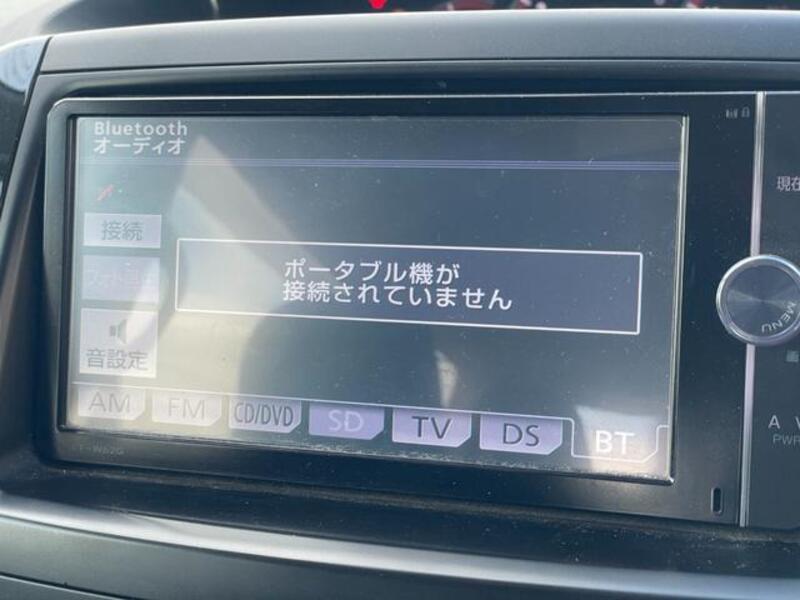 Bluetooth
オーディオ
接続
ポータブル機が
接続されていません
音設定
AM
FM
CD/DVD
SD
TV
DS
BT
MENU